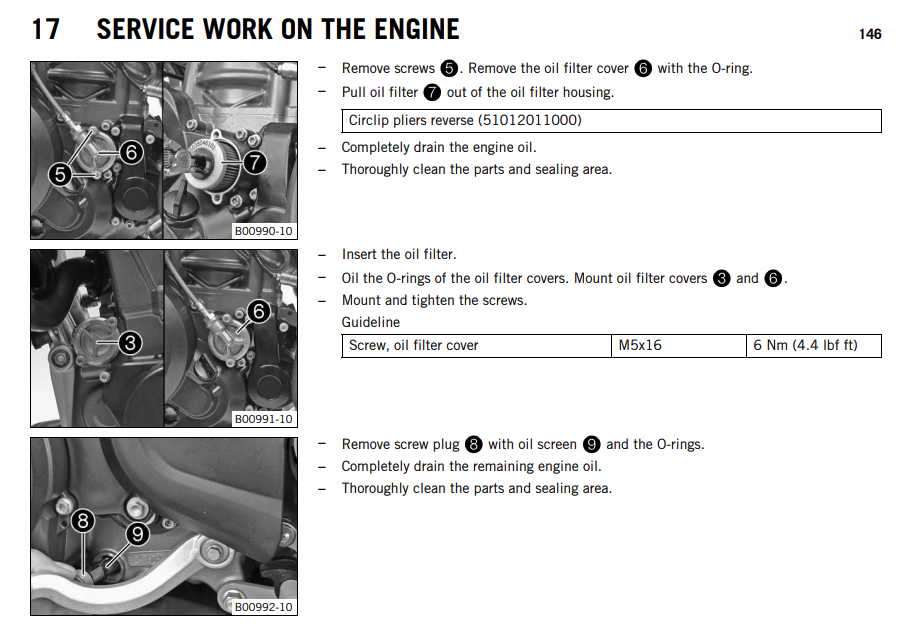 17 SERVICE WORK ON THE ENGINE 146
– Remove screws 5. Remove the oil filter cover 6 with the O-ring.
– Pull oil filter 7 out of the oil filter housing.
Circlip pliers reverse (51012011000)
– Completely drain the engine oil.
– Thoroughly clean the parts and sealing area.
5
6
7
B00990-10
– Insert the oil filter.
– Oil the O-rings of the oil filter covers. Mount oil filter covers 3 and 6.
– Mount and tighten the screws.
Guideline
Screw, oil filter cover M5x16 6 Nm (4.4 lbf ft)
3
6
B00991-10
– Remove screw plug 8 with oil screen 9 and the O-rings.
– Completely drain the remaining engine oil.
– Thoroughly clean the parts and sealing area.
8
9
B00992-10